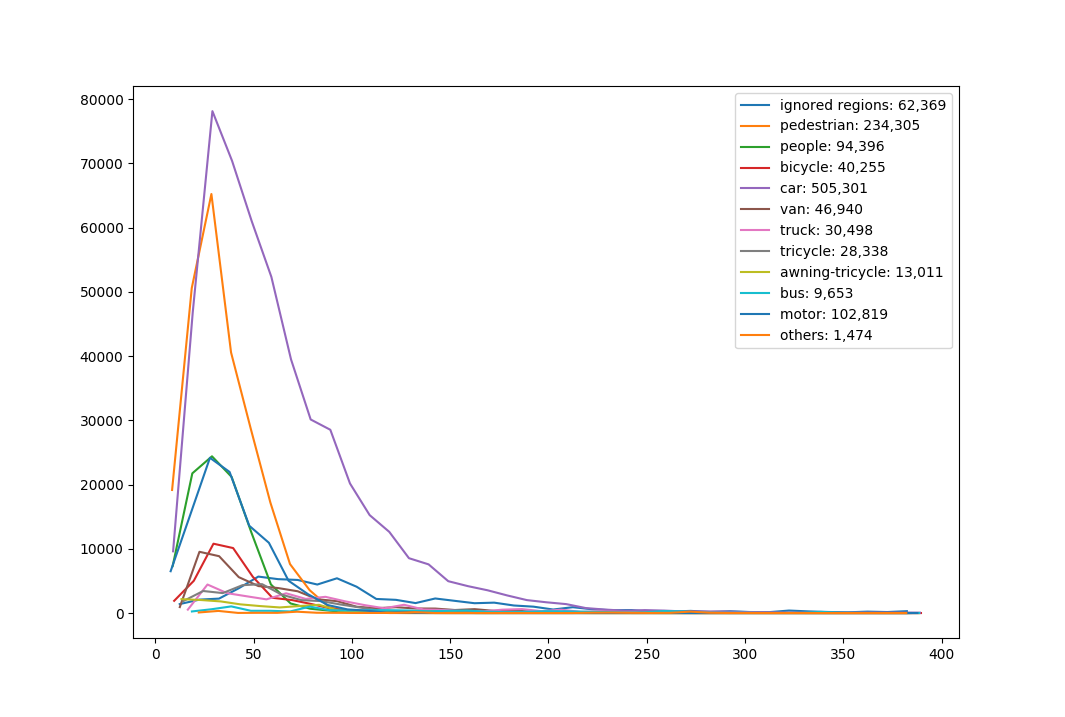 80000
70000
60000
50000
40000
30000
20000
10000
0
0 50 100 150 200 250 300 350 400
ignored regions: 62,369
pedestrian: 234,305
people: 94,396
bicycle: 40,255
car: 505,301
van: 46,940
truck: 30,498
tricycle: 28,338
awning-tricycle: 13,011
bus: 9,653
motor: 102,819
others: 1,474